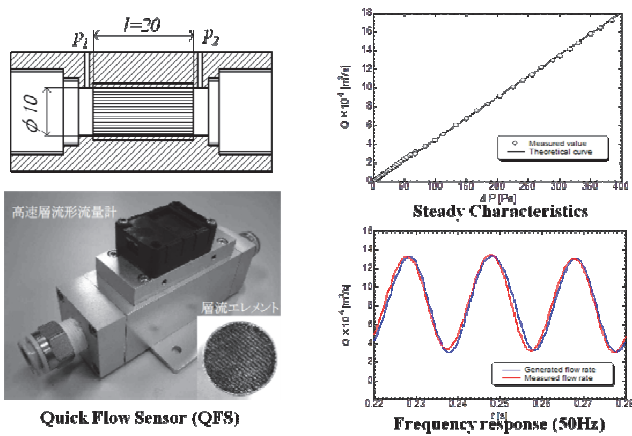 l=20
p1
p2
ϕ10
高速層流形流量計
層流エレメント
Quick Flow Sensor (QFS)
18
16
14
12
10
8
6
4
2
0
Q ×10⁻⁴ [m³/s]
Measured value
Theoretical curve
0 50 100 150 200 250 300 350 400
Δ P [Pa]
Steady Characteristics
16
14
12
10
8
6
4
2
0
Q ×10⁻⁴ [m³/s]
Generated flow rate
Measured flow rate
0.22 0.23 0.24 0.25 0.26 0.27 0.28
t [s]
Frequency response (50Hz)